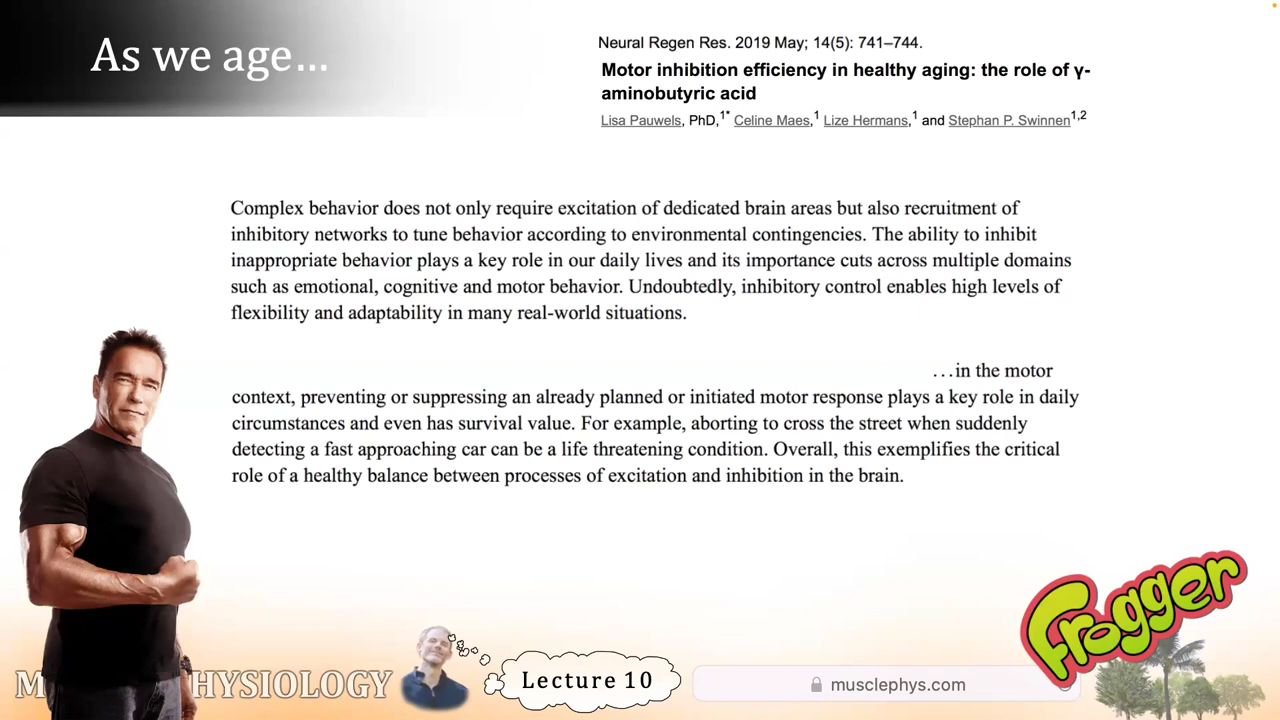 As we age…
Neural Regen Res. 2019 May; 14(5): 741–744.
Motor inhibition efficiency in healthy aging: the role of γ-
aminobutyric acid
Lisa Pauwels, PhD,1* Celine Maes,1 Lize Hermans,1 and Stephan P. Swinnen1,2
Complex behavior does not only require excitation of dedicated brain areas but also recruitment of
inhibitory networks to tune behavior according to environmental contingencies. The ability to inhibit
inappropriate behavior plays a key role in our daily lives and its importance cuts across multiple domains
such as emotional, cognitive and motor behavior. Undoubtedly, inhibitory control enables high levels of
flexibility and adaptability in many real-world situations.
…in the motor
context, preventing or suppressing an already planned or initiated motor response plays a key role in daily
circumstances and even has survival value. For example, aborting to cross the street when suddenly
detecting a fast approaching car can be a life threatening condition. Overall, this exemplifies the critical
role of a healthy balance between processes of excitation and inhibition in the brain.
Frogger
M HYSIOLOGY
Lecture 10
musclephys.com